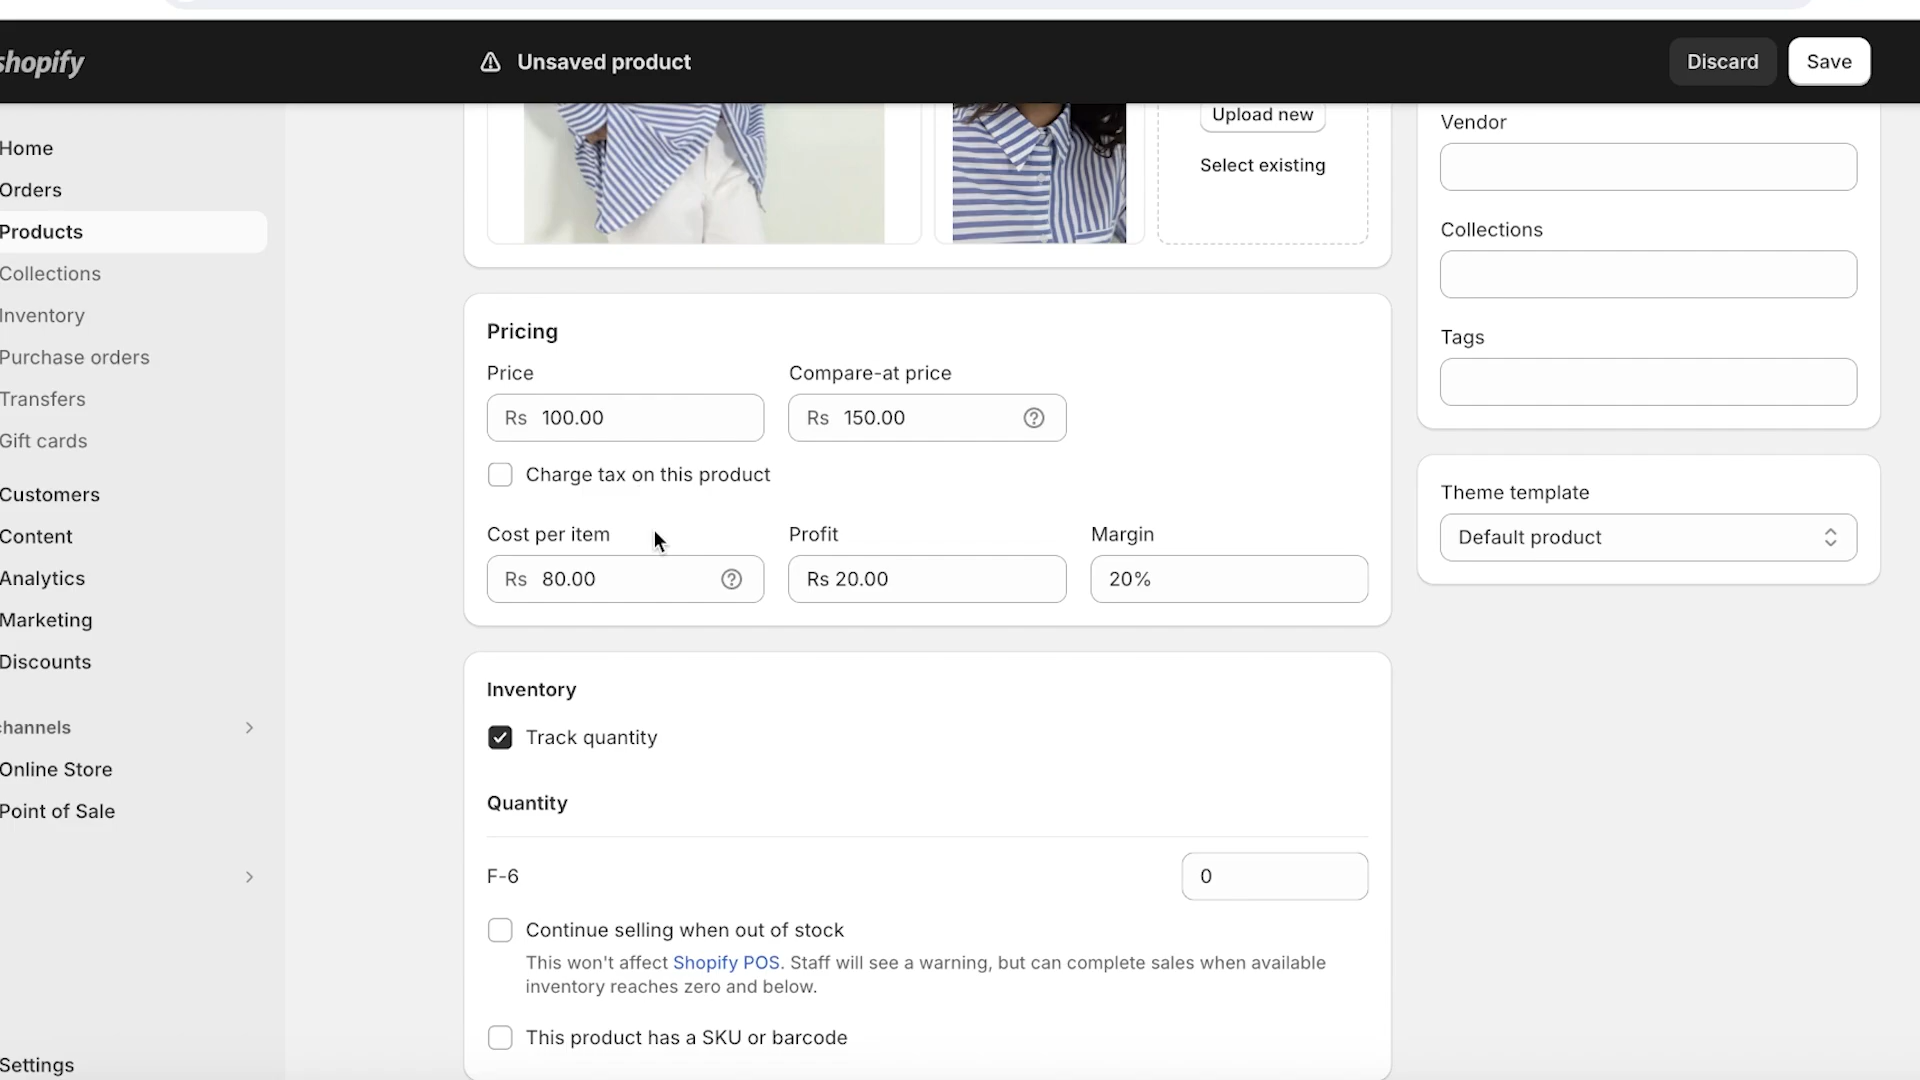 shopify
Unsaved product
Discard
Save
Home
Orders
Products
Collections
Inventory
Purchase orders
Transfers
Gift cards
Customers
Content
Analytics
Marketing
Discounts
channels
Online Store
Point of Sale
Settings
Upload new
Select existing
Pricing
Price
Compare-at price
Rs 100.00
Rs 150.00
Charge tax on this product
Cost per item
Profit
Margin
Rs 80.00
Rs 20.00
20%
Inventory
Track quantity
Quantity
F-6
0
Continue selling when out of stock
This won't affect Shopify POS. Staff will see a warning, but can complete sales when available
inventory reaches zero and below.
This product has a SKU or barcode
Vendor
Collections
Tags
Theme template
Default product